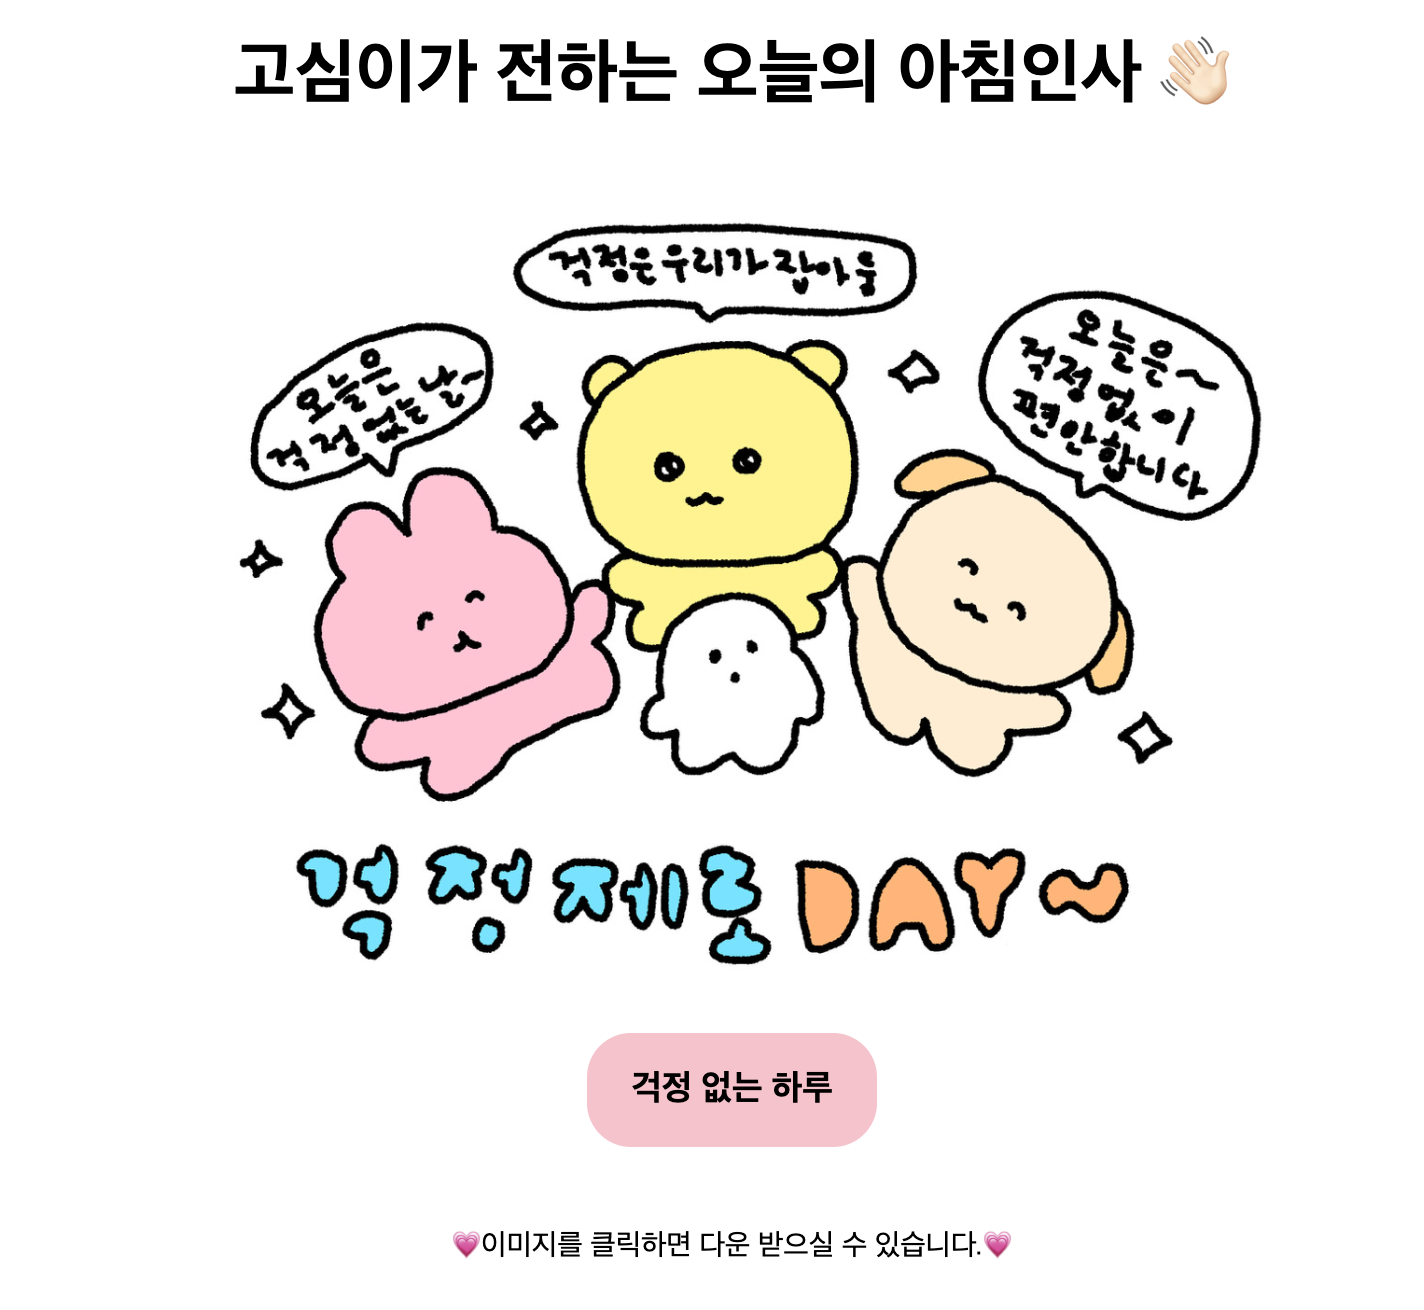 고심이가 전하는 오늘의 아침인사 👋🏻
걱정은 우리가 잡아둠
오늘은
걱정 없는 날~
오늘은~
걱정 없이
편안합니다
걱정 제로 DAY~
걱정 없는 하루
💗이미지를 클릭하면 다운 받으실 수 있습니다.💗